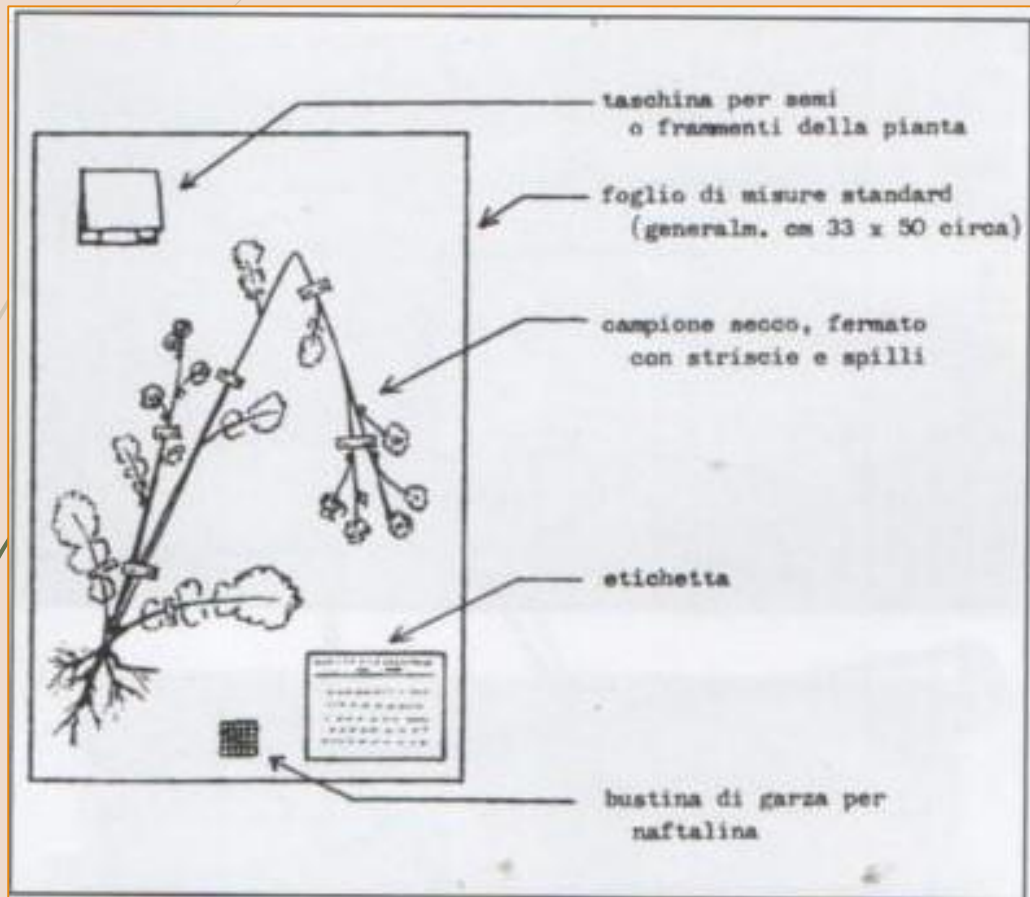 taschina per semi
o frammenti della pianta
foglio di misure standard
(generalm. cm 33 x 50 circa)
campione secco, fermato
con striscie e spilli
etichetta
bustina di garza per
naftalina